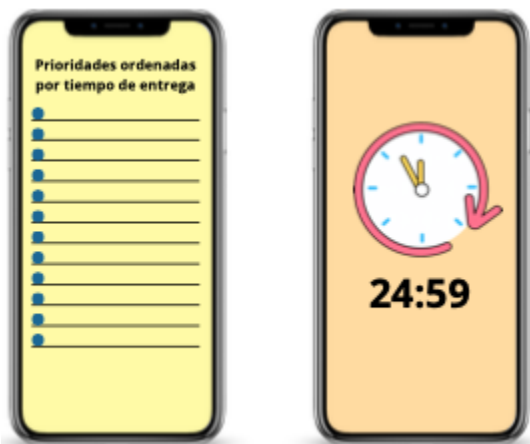 Prioridades ordenadas
por tiempo de entrega
24:59